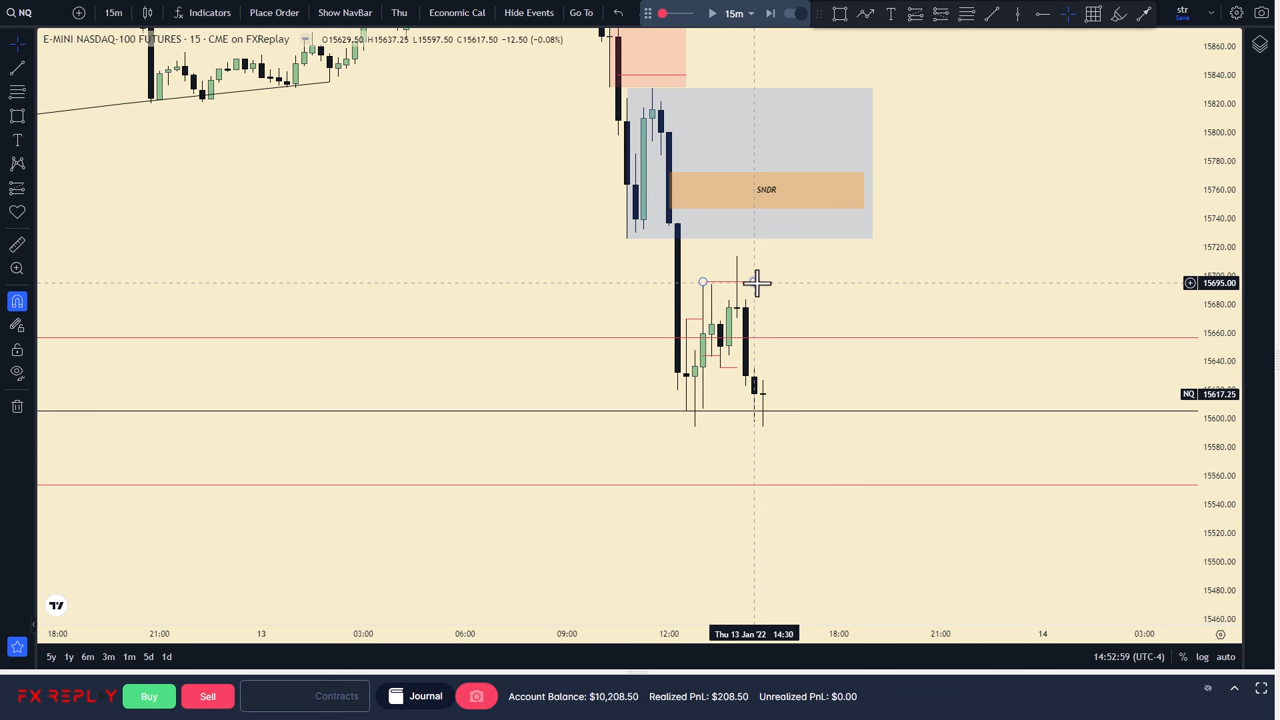 NQ 15m Indicators Place Order Show NavBar Thu Economic Cal Hide Events Go To 15m str
Save
E-MINI NASDAQ-100 FUTURES · 15 · CME on FXReplay O15629.50 H15637.25 L15597.50 C15617.50 −12.50 (−0.08%)
15860.00
15840.00
15820.00
15800.00
15780.00
SNDR 15760.00
15740.00
15720.00
15700.00
15695.00
15680.00
15660.00
15640.00
NQ 15617.25
15600.00
15580.00
15560.00
15540.00
15520.00
15500.00
15480.00
15460.00
18:00 21:00 13 03:00 06:00 09:00 12:00 Thu 13 Jan '22 14:30 18:00 21:00 14 03:00
5y 1y 6m 3m 1m 5d 1d 14:52:59 (UTC-4) % log auto
FX REPLAY Buy Sell Contracts Journal Account Balance: $10,208.50 Realized PnL: $208.50 Unrealized PnL: $0.00